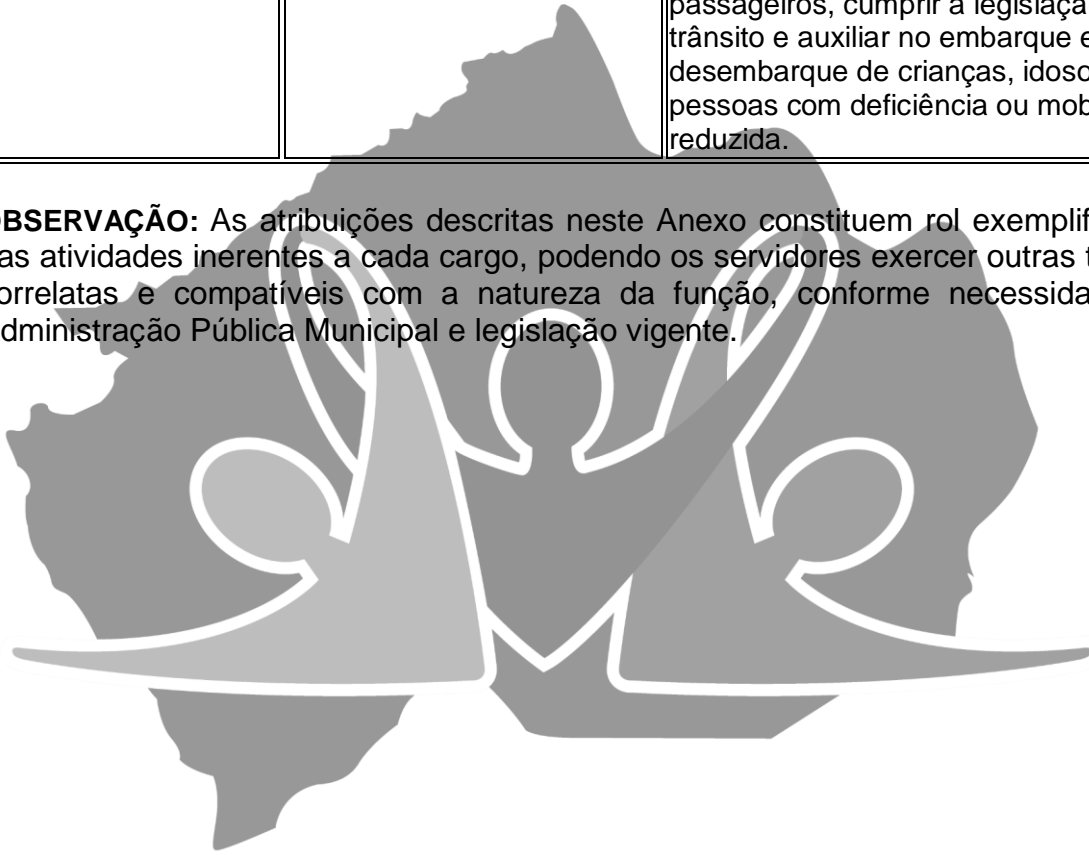 passageiros, cumprir a legislaçã
trânsito e auxiliar no embarque e
desembarque de crianças, idoso
pessoas com deficiência ou mob
reduzida.
OBSERVAÇÃO: As atribuições descritas neste Anexo constituem rol exemplif
as atividades inerentes a cada cargo, podendo os servidores exercer outras t
orrelatas e compatíveis com a natureza da função, conforme necessida
dministração Pública Municipal e legislação vigente.